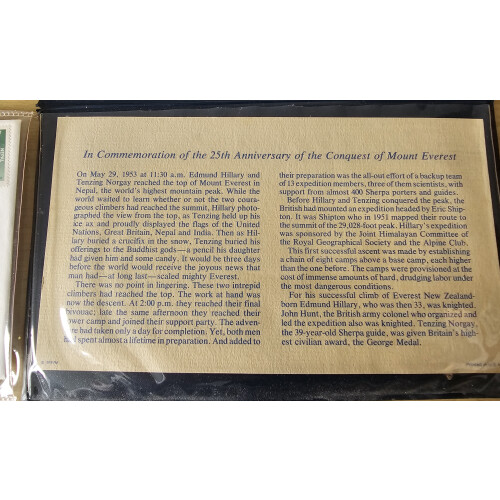 In Commemoration of the 25th Anniversary of the Conquest of Mount Everest
On May 29, 1953 at 11:30 a.m. Edmund Hillary and
Tenzing Norgay reached the top of Mount Everest in
Nepal, the world's highest mountain peak. While the
world waited to learn whether or not the two coura-
geous climbers had reached the summit, Hillary photo-
graphed the view from the top, as Tenzing held up his
ice ax and proudly displayed the flags of the United
Nations, Great Britain, Nepal and India. Then as Hil-
lary buried a crucifix in the snow, Tenzing buried his
offerings to the Buddhist gods—a pencil his daughter
had given him and some candy. It would be three days
before the world would receive the joyous news that
man had—at long last—scaled mighty Everest.
There was no point in lingering. These two intrepid
climbers had reached the top. The work at hand was
now the descent. At 2:00 p.m. they reached their final
bivouac; late the same afternoon they reached their
lower camp and joined their support party. The adven-
ture had taken only a day for completion. Yet, both men
had spent almost a lifetime in preparation. And added to
their preparation was the all-out effort of a backup team
of 13 expedition members, three of them scientists, with
support from almost 400 Sherpa porters and guides.
Before Hillary and Tenzing conquered the peak, the
British had mounted an expedition headed by Eric Ship-
ton. It was Shipton who in 1951 mapped their route to
the summit of the 29,028-foot peak. Hillary's expedition
was sponsored by the Joint Himalayan Committee of
the Royal Geographical Society and the Alpine Club.
This first successful ascent was made by establishing
a chain of eight camps above a base camp, each higher
than the one before. The camps were provisioned at the
cost of immense amounts of hard, drudging labor under
the most dangerous conditions.
For his successful climb of Everest New Zealand-
born Edmund Hillary, who was then 33, was knighted.
John Hunt, the British army colonel who organized and
led the expedition also was knighted. Tenzing Norgay,
the 39-year-old Sherpa guide, was given Britain's high-
est civilian award, the George Medal.